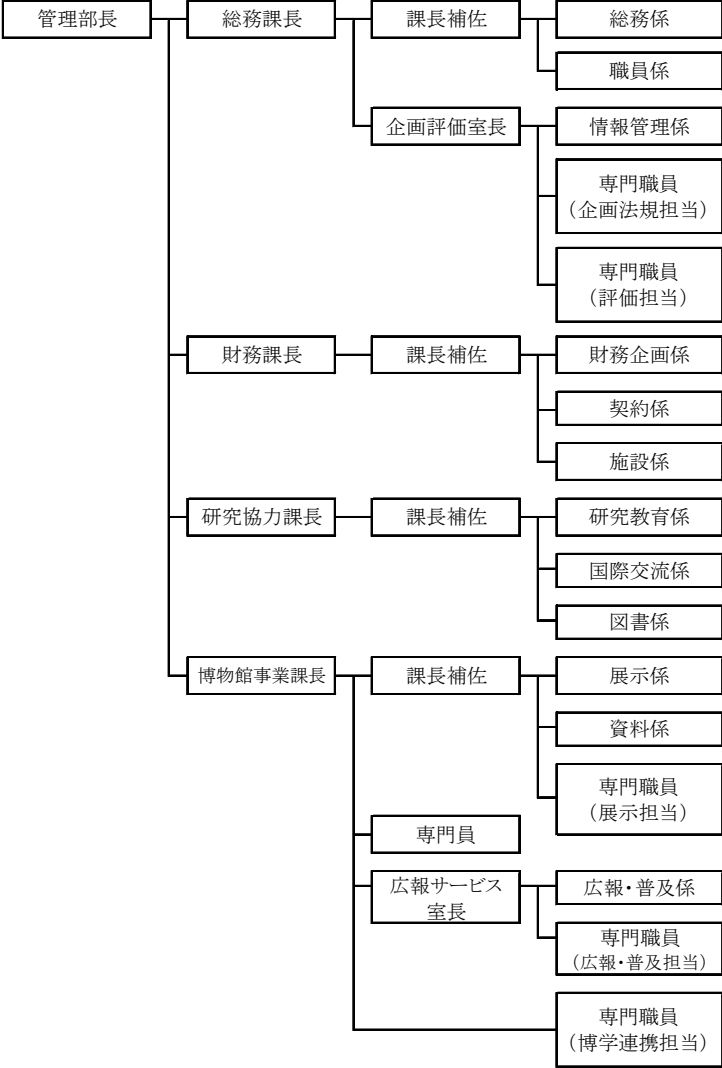 管理部長
総務課長
課長補佐
総務係
職員係
企画評価室長
情報管理係
専門職員
（企画法規担当）
専門職員
（評価担当）
財務課長
課長補佐
財務企画係
契約係
施設係
研究協力課長
課長補佐
研究教育係
国際交流係
図書係
博物館事業課長
課長補佐
展示係
資料係
専門職員
（展示担当）
専門員
広報サービス
室長
広報・普及係
専門職員
（広報・普及担当）
専門職員
（博学連携担当）